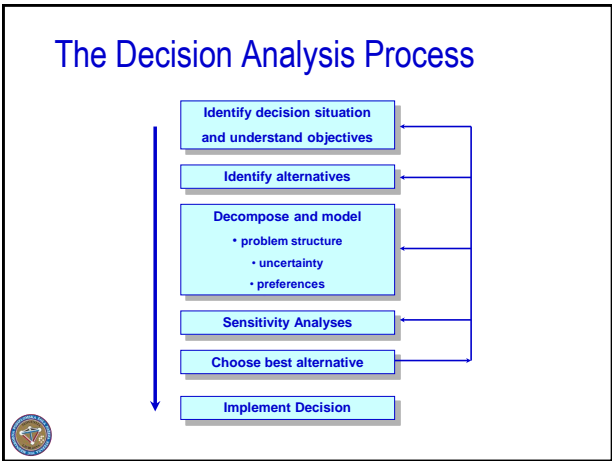 The Decision Analysis Process
Identify decision situation
and understand objectives
Identify alternatives
Decompose and model
• problem structure
• uncertainty
• preferences
Sensitivity Analyses
Choose best alternative
Implement Decision